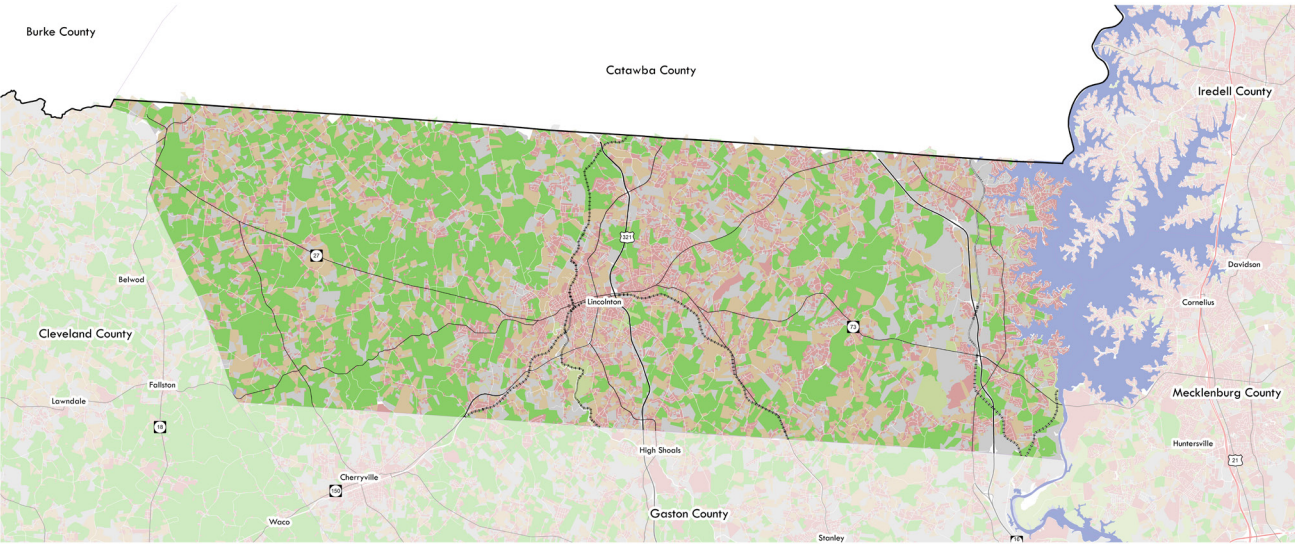 Burke County
Catawba County
Iredell County
321
27
Belwod
Davidson
Lincolnton
Cornelius
73
Cleveland County
Fallston
Mecklenburg County
Lawndale
18
Huntersville
High Shoals
21
Cherryville
150
Gaston County
Waco
Stanley
16